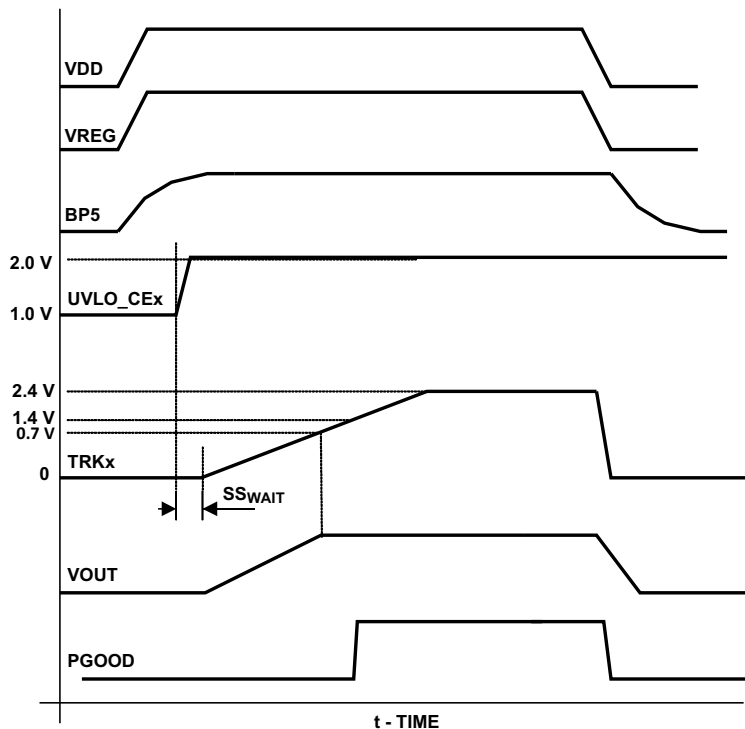 VDD
VREG
BP5
2.0 V
UVLO_CEx
1.0 V
2.4 V
1.4 V
0.7 V
TRKx
0
SSWAIT
VOUT
PGOOD
t - TIME